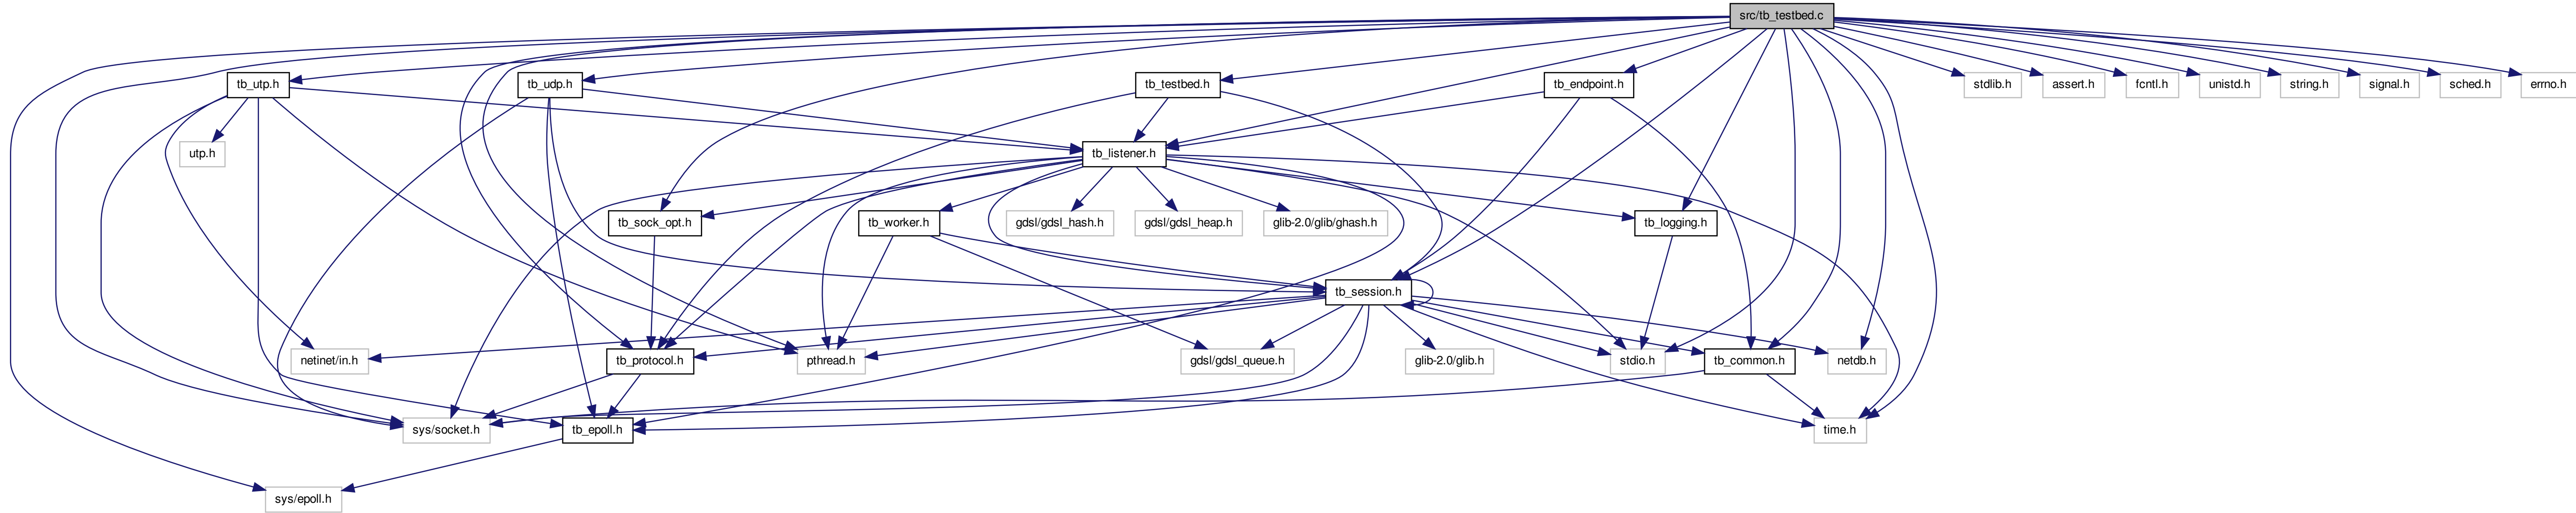 src/tb_testbed.c
tb_utp.h
tb_udp.h
tb_testbed.h
tb_endpoint.h
stdlib.h
assert.h
fcntl.h
unistd.h
string.h
signal.h
sched.h
errno.h
utp.h
tb_listener.h
tb_sock_opt.h
tb_worker.h
gdsl/gdsl_hash.h
gdsl/gdsl_heap.h
glib-2.0/glib/ghash.h
tb_logging.h
tb_session.h
netinet/in.h
tb_protocol.h
pthread.h
gdsl/gdsl_queue.h
glib-2.0/glib.h
stdio.h
tb_common.h
netdb.h
sys/socket.h
tb_epoll.h
time.h
sys/epoll.h